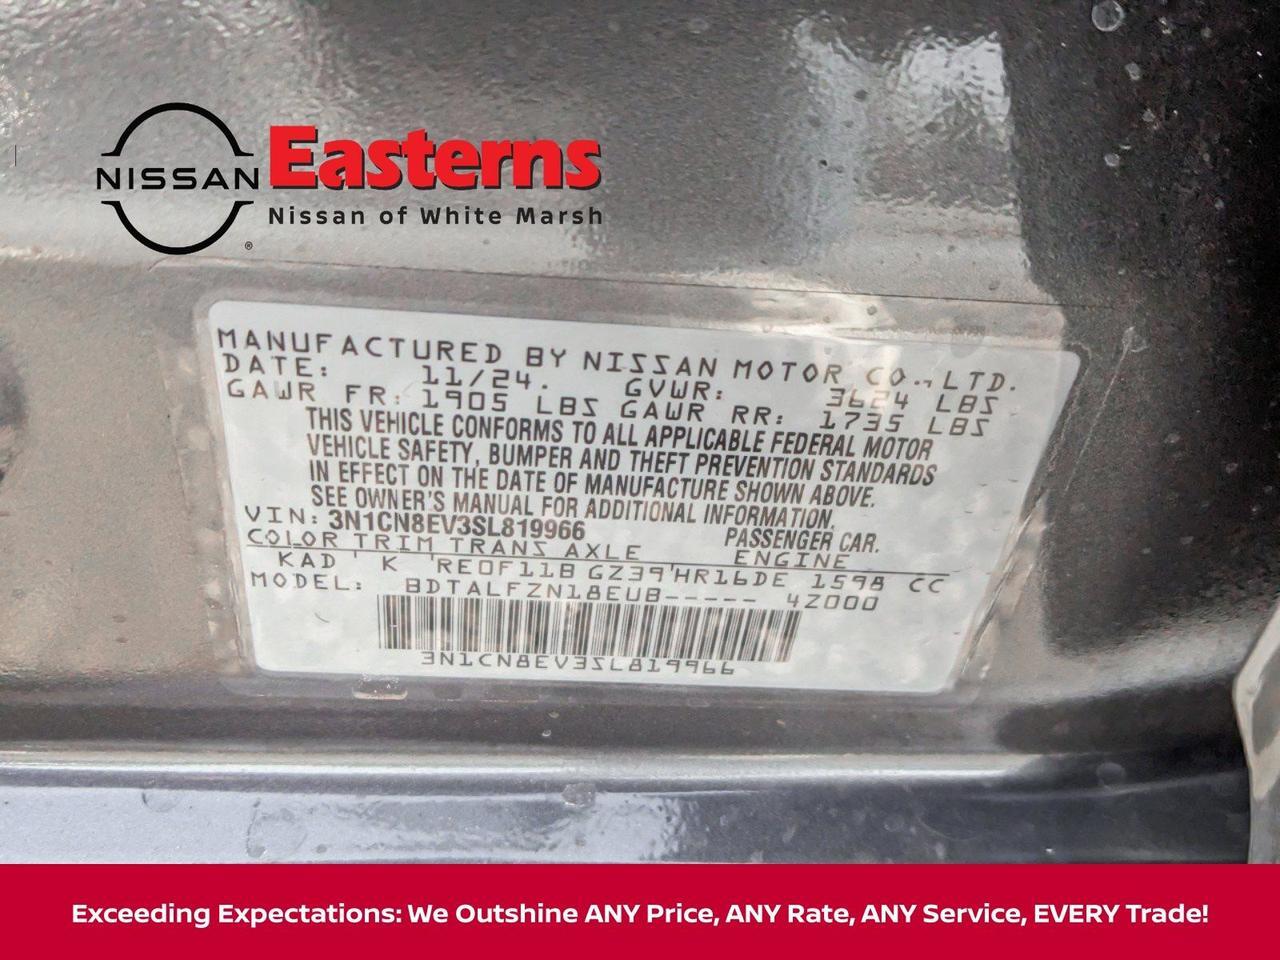 NISSAN
®
Easterns
Nissan of White Marsh
MANUFACTURED BY NISSAN MOTOR CO., LTD.
DATE: 11/24. GVWR: 3624 LBS
GAWR FR: 1905 LBS GAWR RR: 1735 LBS
THIS VEHICLE CONFORMS TO ALL APPLICABLE FEDERAL MOTOR
VEHICLE SAFETY, BUMPER AND THEFT PREVENTION STANDARDS
IN EFFECT ON THE DATE OF MANUFACTURE SHOWN ABOVE.
SEE OWNER'S MANUAL FOR ADDITIONAL INFORMATION.
VIN: 3N1CN8EV3SL819966 PASSENGER CAR.
COLOR TRIM TRANS AXLE ENGINE
KAD ' K 'RE0F11B GZ39'HR16DE 1598 CC
MODEL: BDTALFZN18EUB----- 4Z000
3N1CN8EV3SL819966
Exceeding Expectations: We Outshine ANY Price, ANY Rate, ANY Service, EVERY Trade!